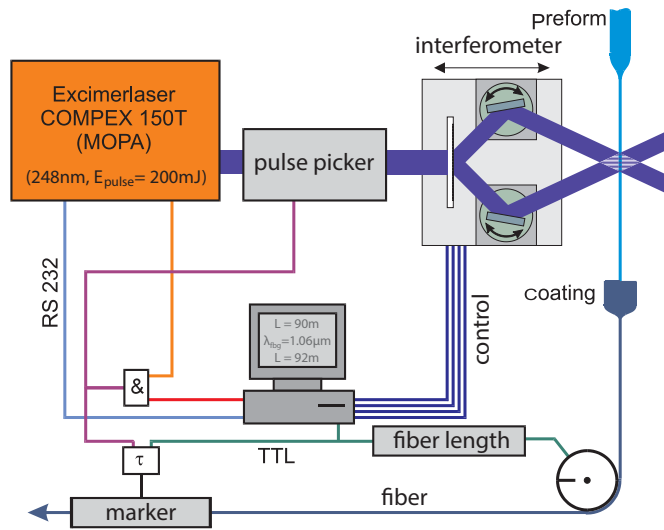 preform
interferometer
Excimerlaser
COMPEX 150T
(MOPA)
(248nm, Epulse= 200mJ)
pulse picker
RS 232
coating
control
L = 90m
λfbg=1.06μm
L = 92m
&
τ
TTL
fiber length
marker
fiber